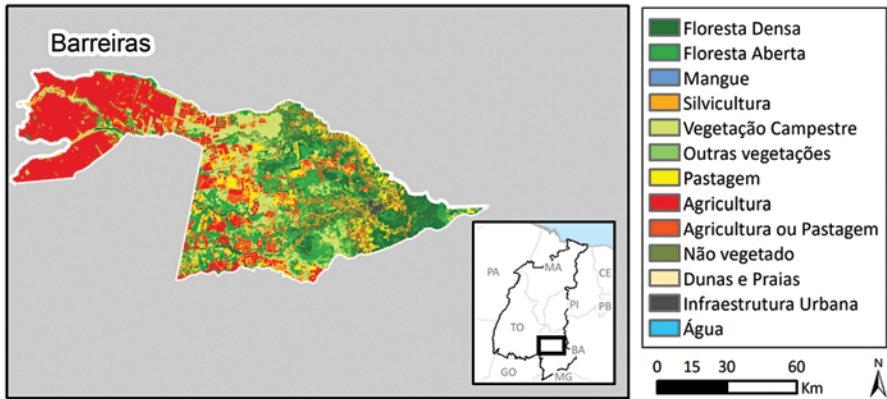 Barreiras
Floresta Densa
Floresta Aberta
Mangue
Silvicultura
Vegetação Campestre
Outras vegetações
Pastagem
Agricultura
Agricultura ou Pastagem
Não vegetado
Dunas e Praias
Infraestrutura Urbana
Água
PA
MA
CE
PI
PB
TO
BA
GO
MG
0 15 30 60
Km
N